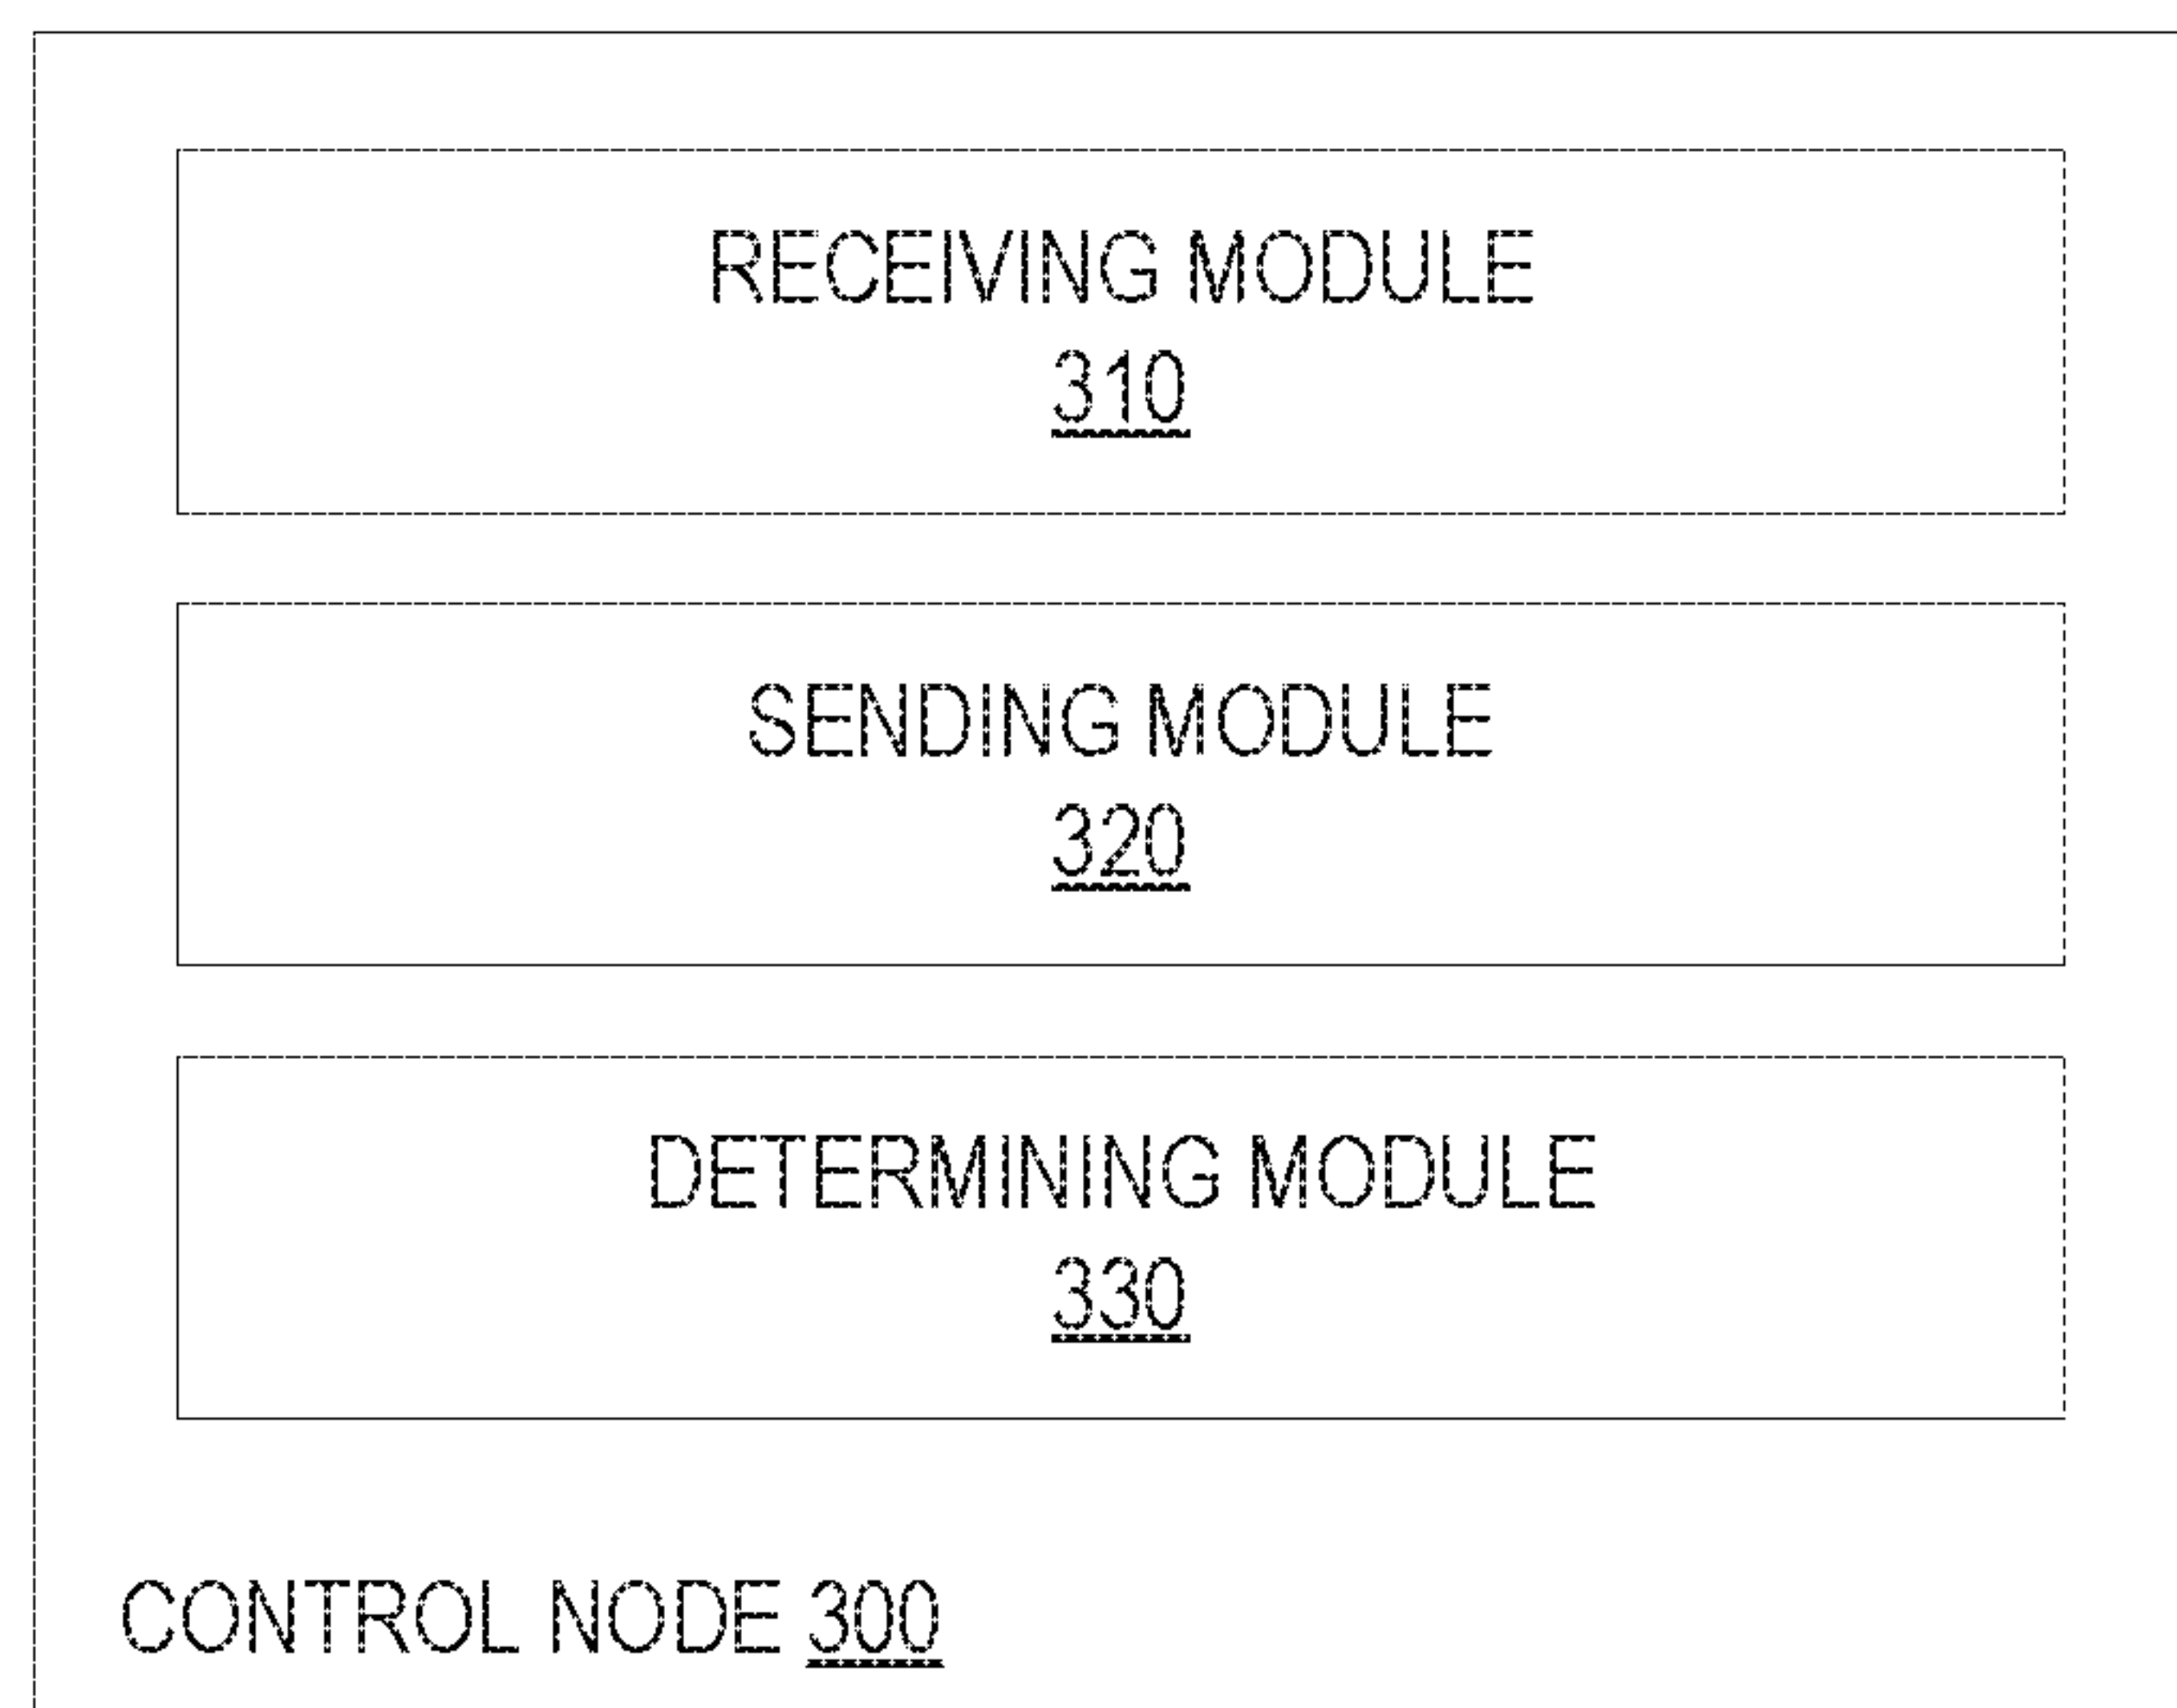 RECEIVING MODULE
310
SENDING MODULE
320
DETERMINING MODULE
330
CONTROL NODE 300